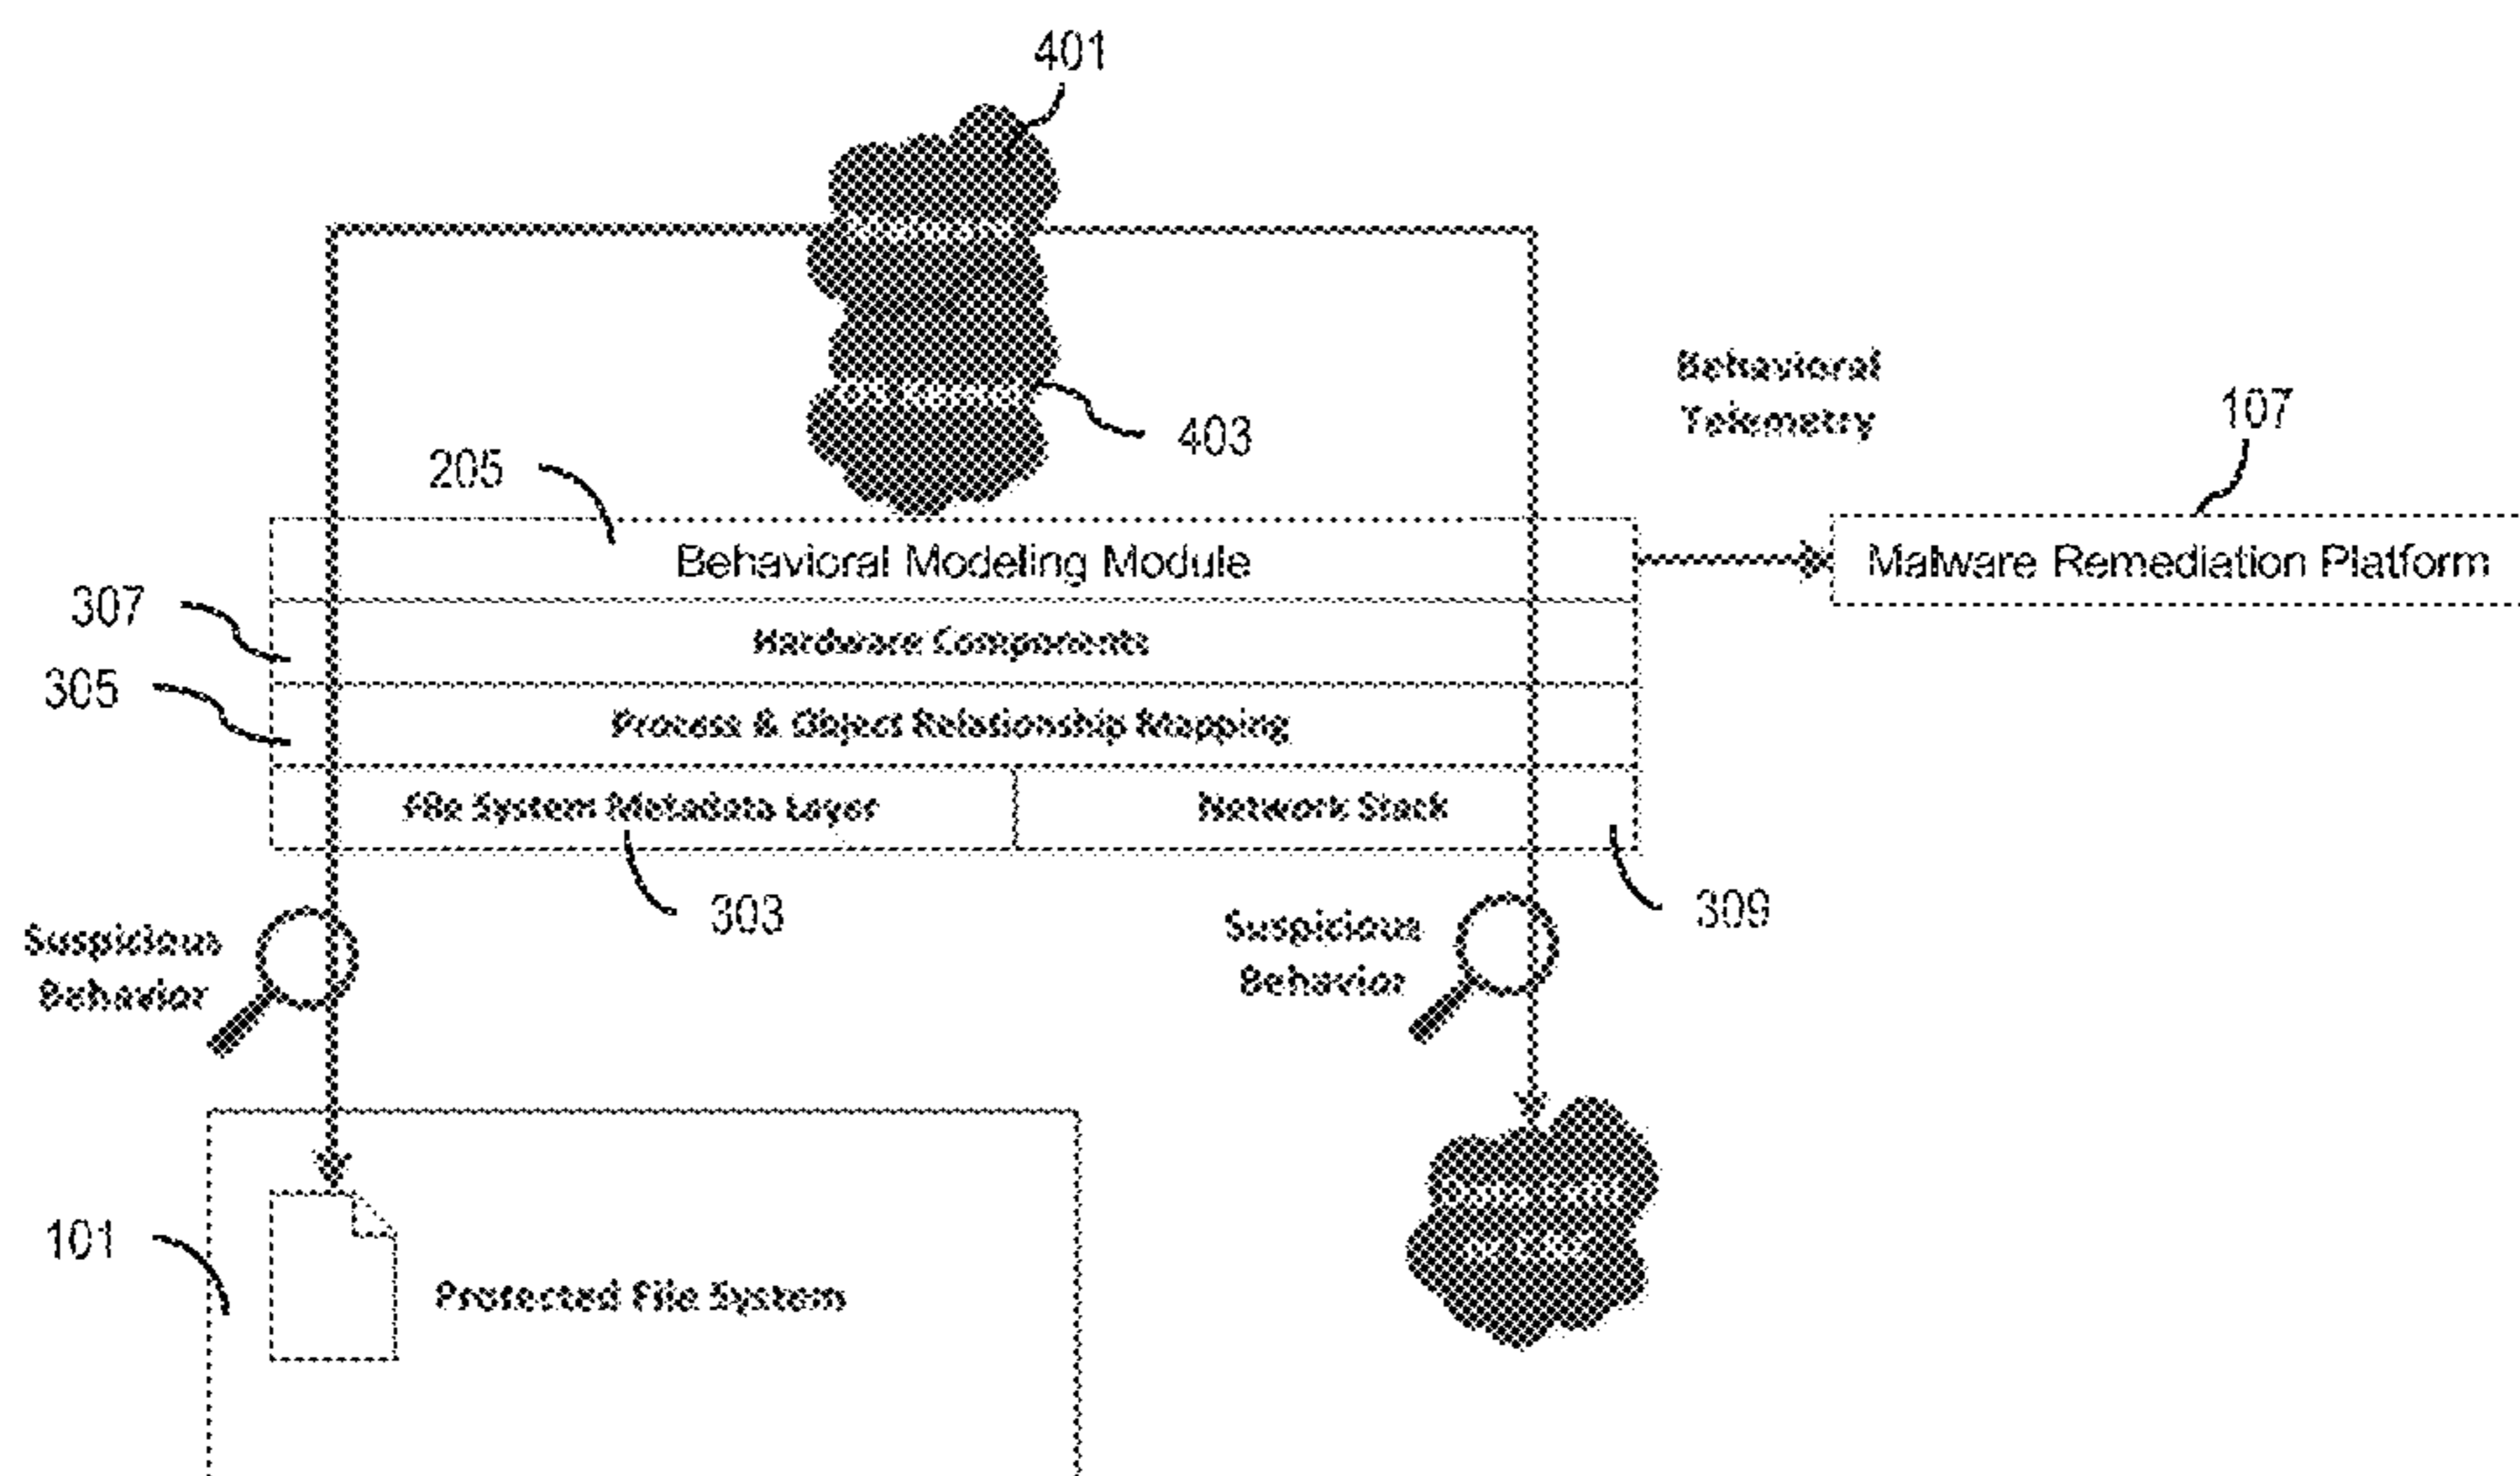 401
403
205
Behavioral
Telemetry
107
Behavioral Modeling Module
Malware Remediation Platform
307
Hardware Components
305
Process & Object Relationship Mapping
File System Metadata Layer
Network Stack
303
309
Suspicious
Behavior
Suspicious
Behavior
101
Protected File System